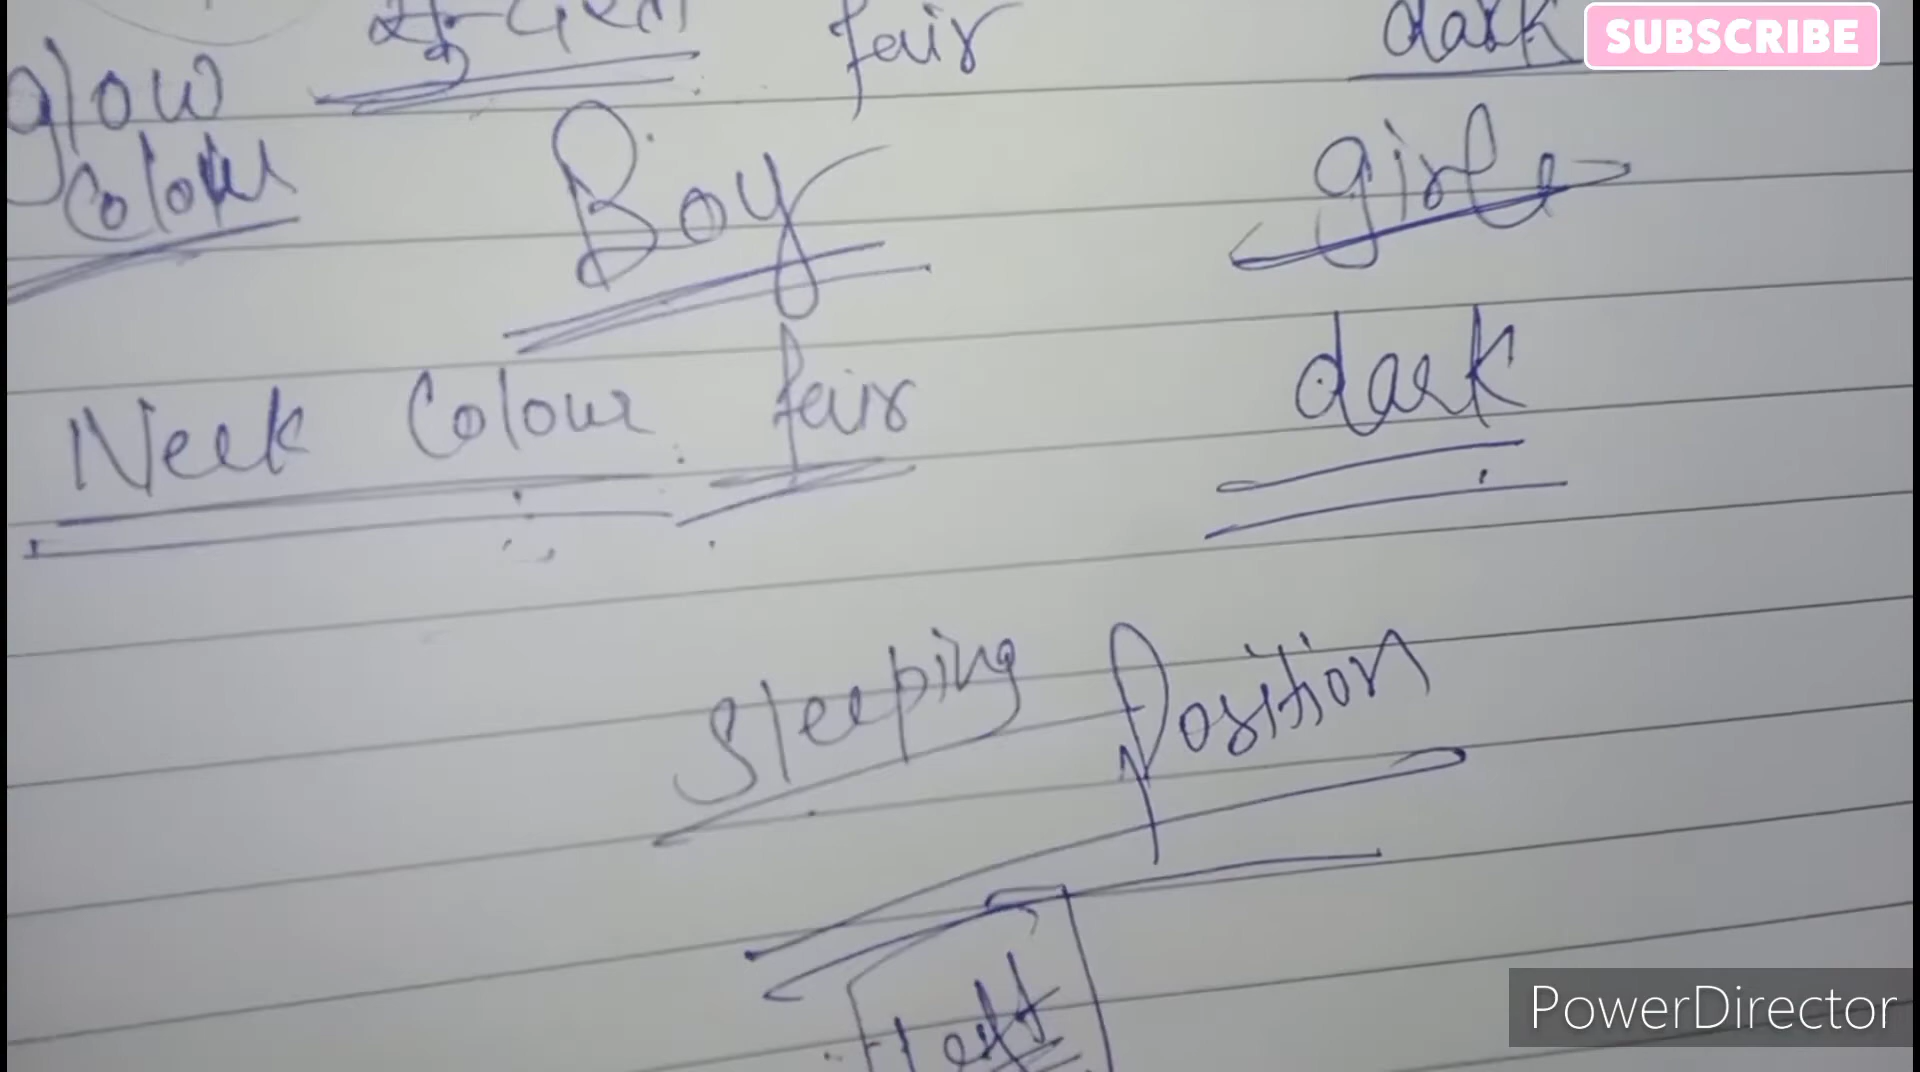 fair dark SUBSCRIBE
glow
colour Boy girl
Neck Colour fair dark
Sleeping Position
Left
PowerDirector